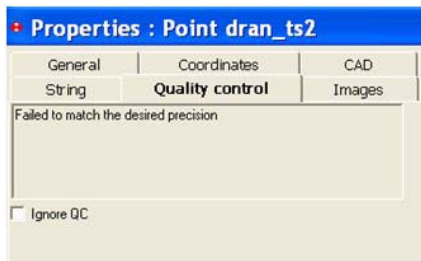 Properties : Point dran_ts2
General Coordinates CAD
String Quality control Images
Failed to match the desired precision
Ignore QC